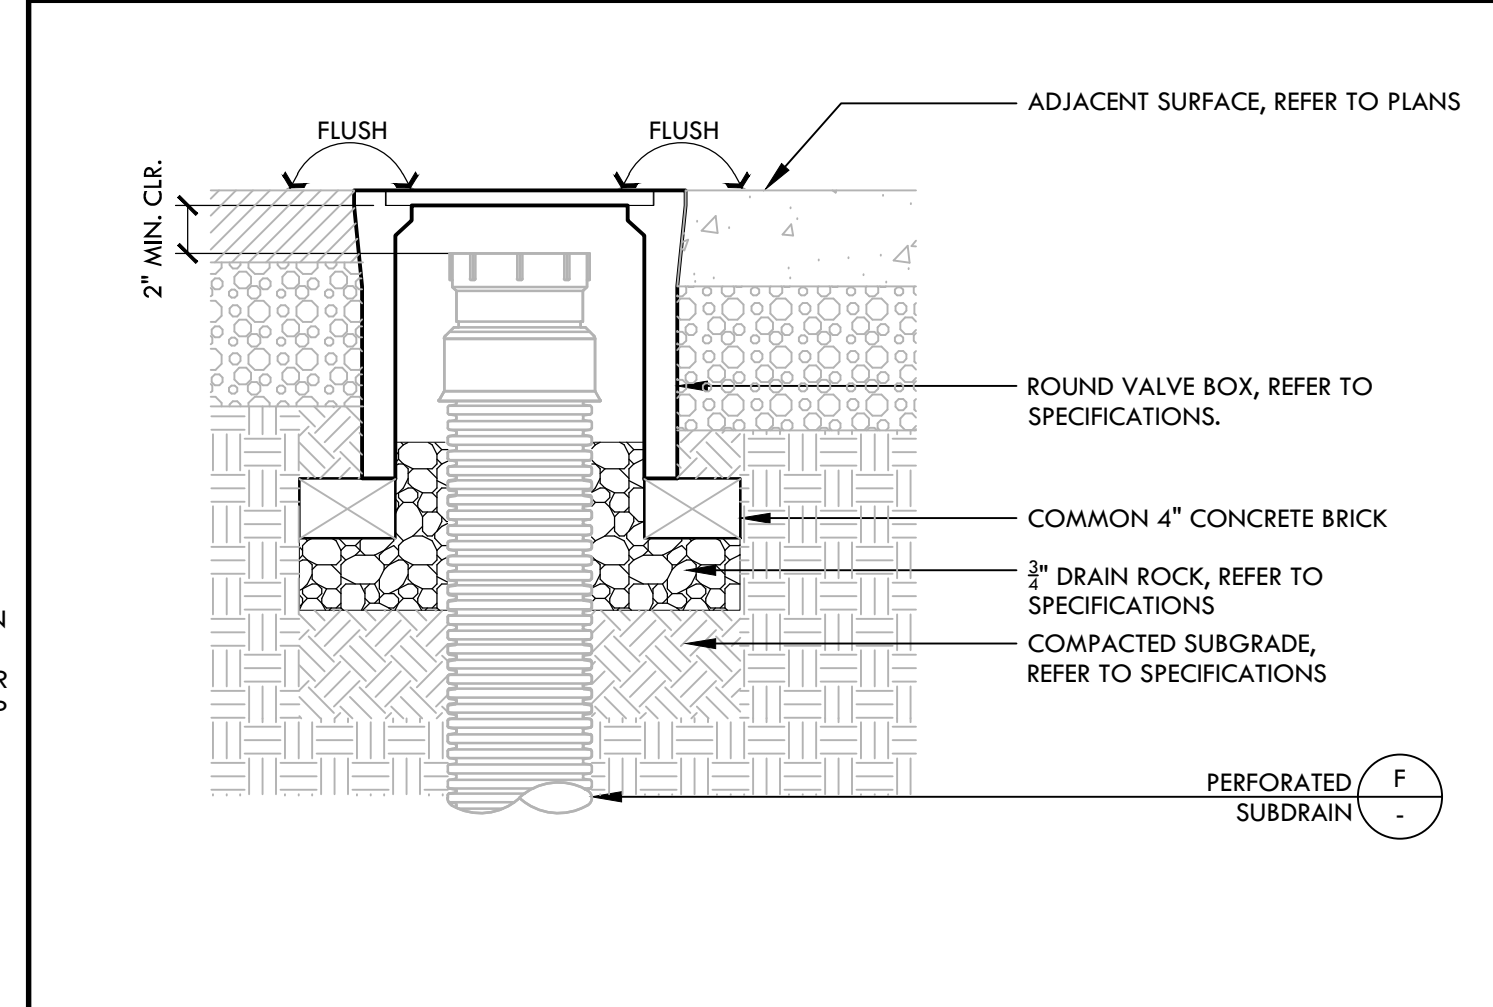 ADJACENT SURFACE, REFER TO PLANS
FLUSH
FLUSH
2" MIN. CLR.
ROUND VALVE BOX, REFER TO
SPECIFICATIONS.
COMMON 4" CONCRETE BRICK
3/4" DRAIN ROCK, REFER TO
SPECIFICATIONS
COMPACTED SUBGRADE,
REFER TO SPECIFICATIONS
PERFORATED
SUBDRAIN
F
-